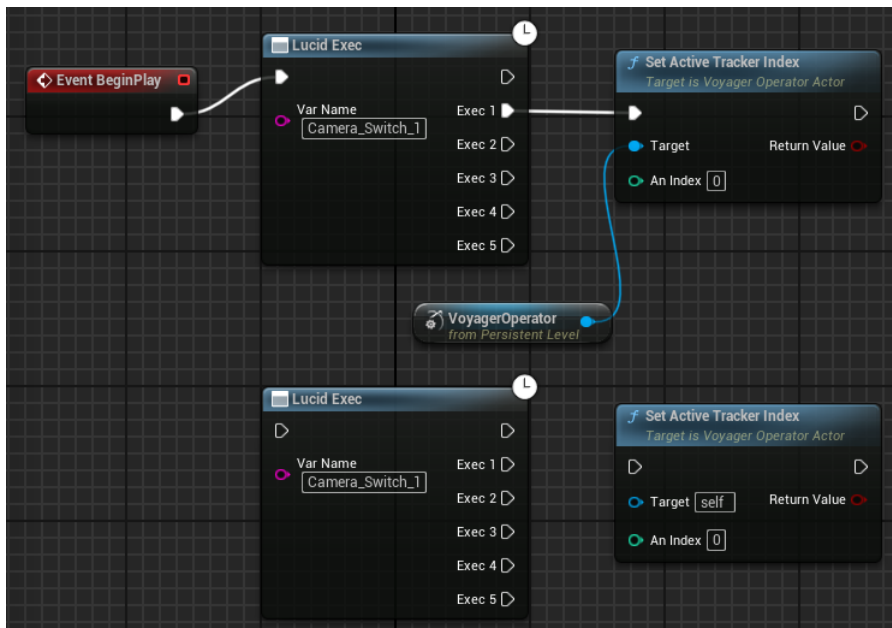 Event BeginPlay
Lucid Exec
Var Name
Camera_Switch_1
Exec 1
Exec 2
Exec 3
Exec 4
Exec 5
Set Active Tracker Index
Target is Voyager Operator Actor
Target
Return Value
An Index 0
VoyagerOperator
from Persistent Level
Lucid Exec
Var Name
Camera_Switch_1
Exec 1
Exec 2
Exec 3
Exec 4
Exec 5
Set Active Tracker Index
Target is Voyager Operator Actor
Target self
Return Value
An Index 0